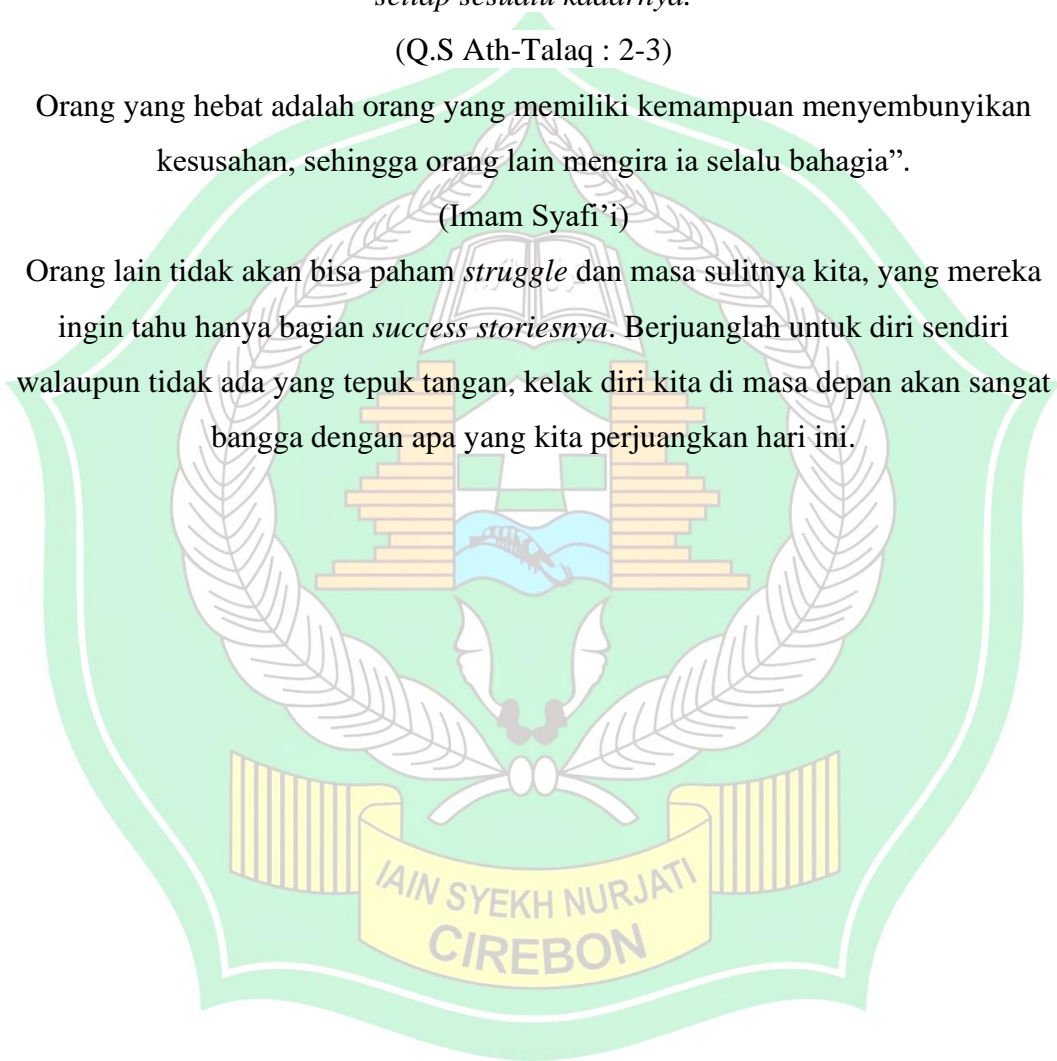 setiap sesuatu kadarnya.
(Q.S Ath-Talaq : 2-3)
Orang yang hebat adalah orang yang memiliki kemampuan menyembunyikan
kesusahan, sehingga orang lain mengira ia selalu bahagia”.
(Imam Syafi’i)
Orang lain tidak akan bisa paham struggle dan masa sulitnya kita, yang mereka
ingin tahu hanya bagian success storiesnya. Berjuanglah untuk diri sendiri
walaupun tidak ada yang tepuk tangan, kelak diri kita di masa depan akan sangat
bangga dengan apa yang kita perjuangkan hari ini.
IAIN SYEKH NURJATI
CIREBON